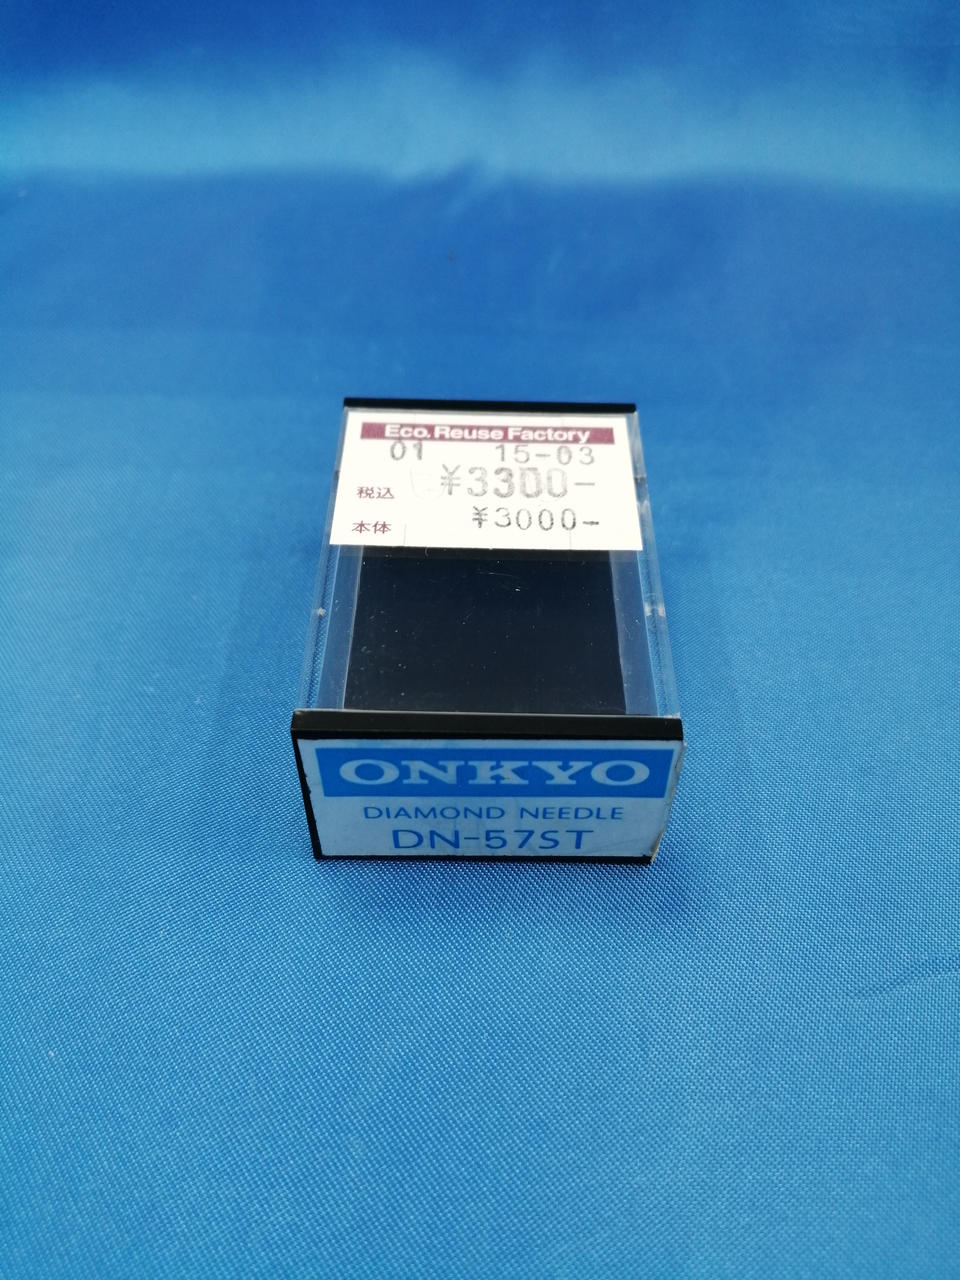 Eco. Reuse Factory
01 15-03
税込 ¥3300-
本体 ¥3000-
ONKYO
DIAMOND NEEDLE
DN-57ST